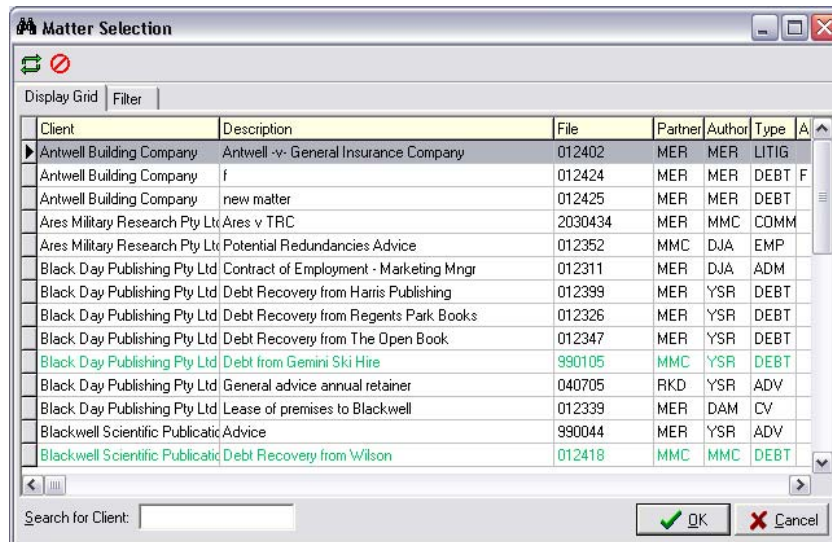 Matter Selection
Display Grid Filter
Client Description File Partner Author Type A
Antwell Building Company Antwell -v- General Insurance Company 012402 MER MER LITIG
Antwell Building Company f 012424 MER MER DEBT F
Antwell Building Company new matter 012425 MER MER DEBT
Ares Military Research Pty Ltd Ares v TRC 2030434 MER MMC COMM
Ares Military Research Pty Ltd Potential Redundancies Advice 012352 MMC DJA EMP
Black Day Publishing Pty Ltd Contract of Employment - Marketing Mngr 012311 MER DJA ADM
Black Day Publishing Pty Ltd Debt Recovery from Harris Publishing 012399 MER YSR DEBT
Black Day Publishing Pty Ltd Debt Recovery from Regents Park Books 012326 MER YSR DEBT
Black Day Publishing Pty Ltd Debt Recovery from The Open Book 012347 MER YSR DEBT
Black Day Publishing Pty Ltd Debt from Gemini Ski Hire 990105 MMC YSR DEBT
Black Day Publishing Pty Ltd General advice annual retainer 040705 RKD YSR ADV
Black Day Publishing Pty Ltd Lease of premises to Blackwell 012339 MER DAM CV
Blackwell Scientific Publicatic Advice 990044 MER YSR ADV
Blackwell Scientific Publicatic Debt Recovery from Wilson 012418 MMC MMC DEBT
Search for Client: OK Cancel